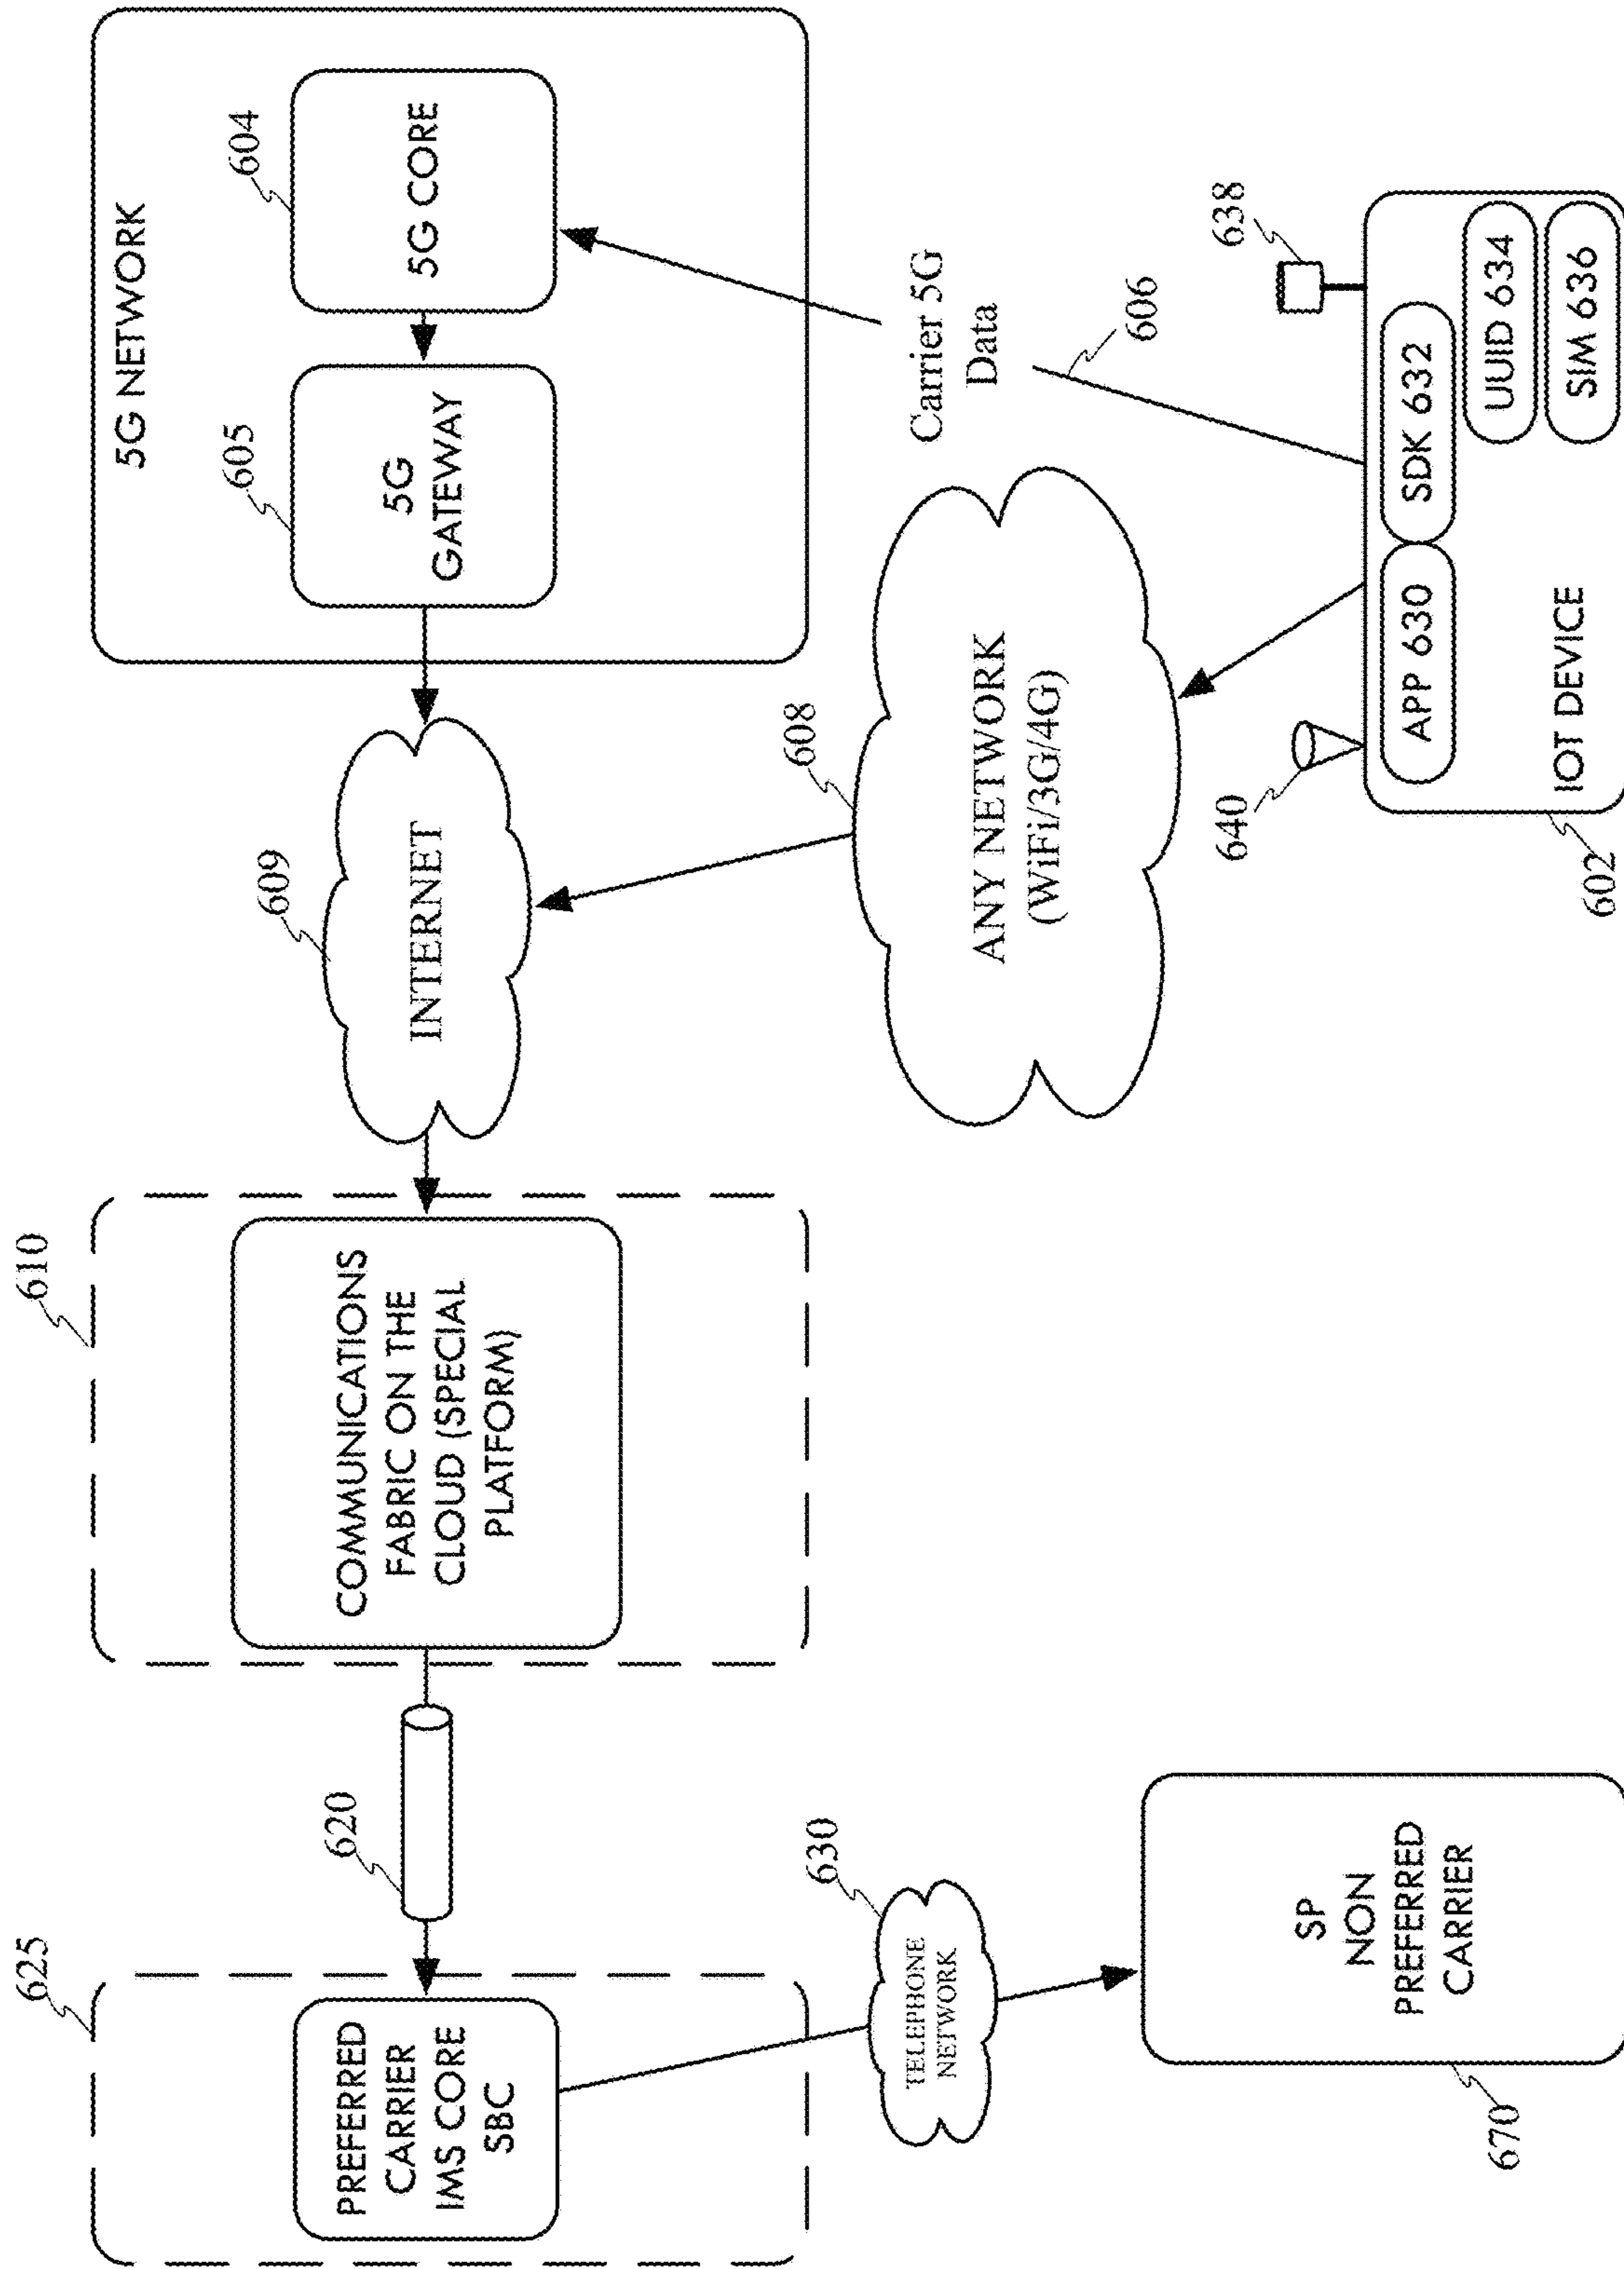 625
PREFERRED
CARRIER
IMS CORE
SBC
620
610
COMMUNICATIONS
FABRIC ON THE
CLOUD (SPECIAL
PLATFORM)
609
INTERNET
5G NETWORK
605
5G
GATEWAY
604
5G CORE
630
TELEPHONE
NETWORK
608
ANY NETWORK
(WiFi/3G/4G)
Carrier 5G
Data
606
670
SP
NON
PREFERRED
CARRIER
640
638
602
APP 630
SDK 632
UUID 634
SIM 636
IOT DEVICE